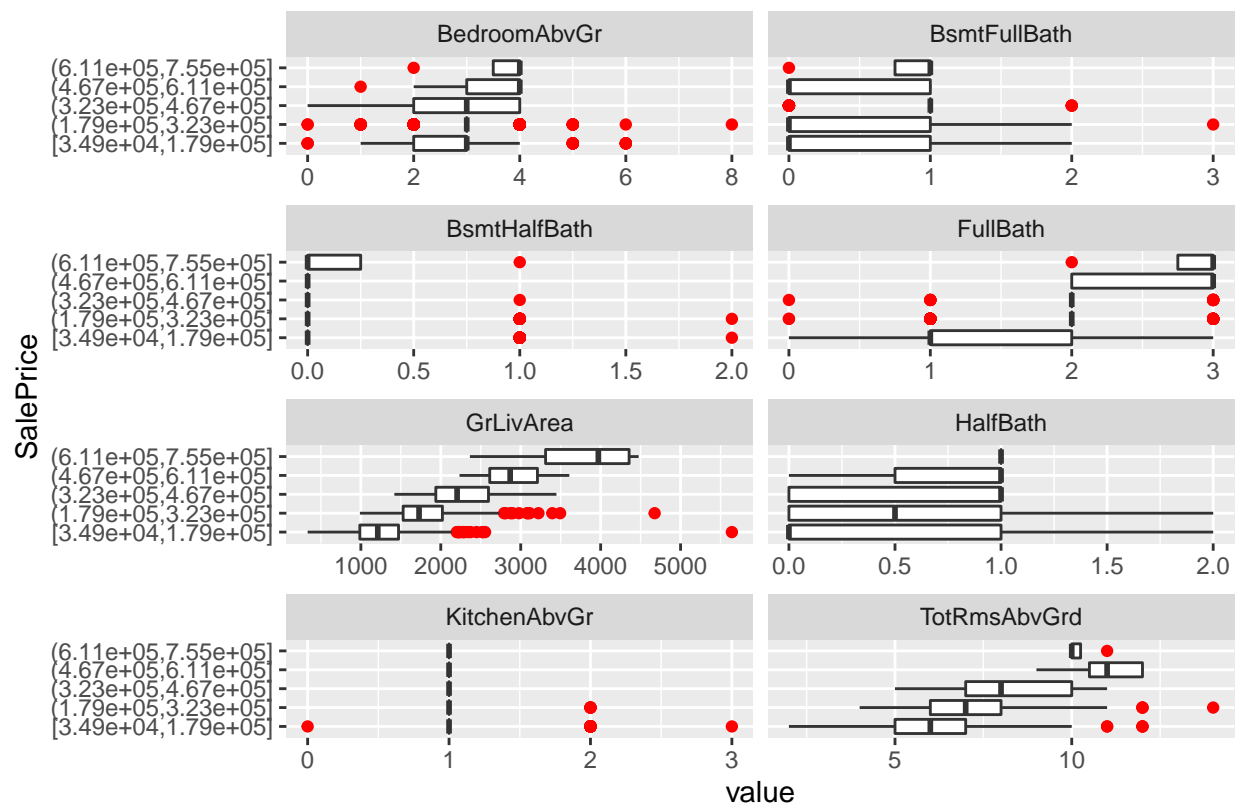 BedroomAbvGr
BsmtFullBath
(6.11e+05,7.55e+05]
(4.67e+05,6.11e+05]
(3.23e+05,4.67e+05]
(1.79e+05,3.23e+05]
[3.49e+04,1.79e+05]
0 2 4 6 8
0 1 2 3
BsmtHalfBath
FullBath
(6.11e+05,7.55e+05]
(4.67e+05,6.11e+05]
(3.23e+05,4.67e+05]
(1.79e+05,3.23e+05]
[3.49e+04,1.79e+05]
0.0 0.5 1.0 1.5 2.0
0 1 2 3
SalePrice
GrLivArea
HalfBath
(6.11e+05,7.55e+05]
(4.67e+05,6.11e+05]
(3.23e+05,4.67e+05]
(1.79e+05,3.23e+05]
[3.49e+04,1.79e+05]
1000 2000 3000 4000 5000
0.0 0.5 1.0 1.5 2.0
KitchenAbvGr
TotRmsAbvGrd
(6.11e+05,7.55e+05]
(4.67e+05,6.11e+05]
(3.23e+05,4.67e+05]
(1.79e+05,3.23e+05]
[3.49e+04,1.79e+05]
0 1 2 3
5 10
value